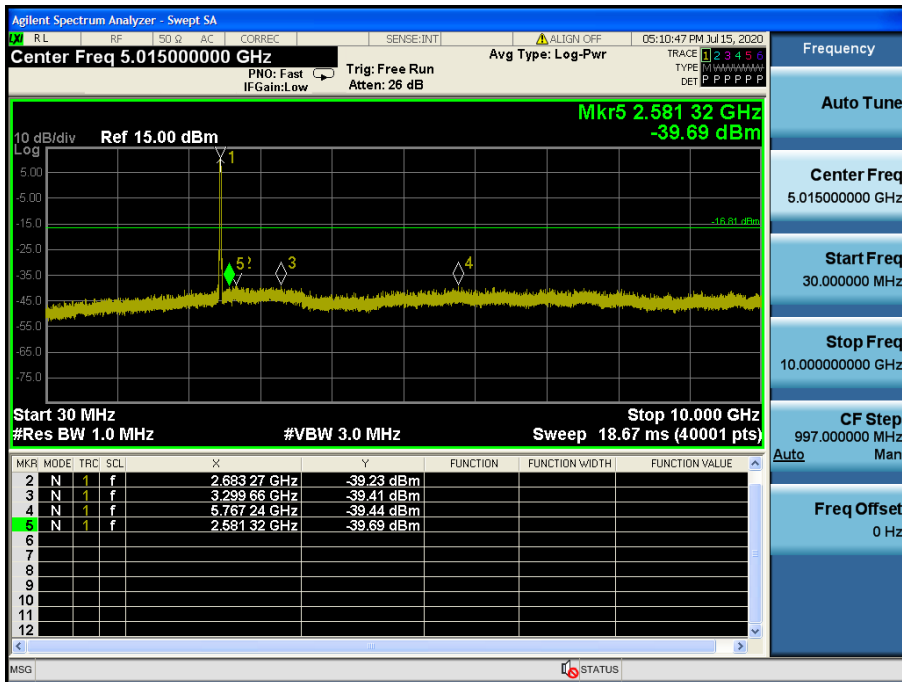 Agilent Spectrum Analyzer - Swept SA
LXI RL RF 50 Ω AC CORREC SENSE:INT ALIGN OFF 05:10:47 PM Jul 15, 2020
Center Freq 5.015000000 GHz
PNO: Fast
IFGain:Low
Trig: Free Run
Atten: 26 dB
Avg Type: Log-Pwr
TRACE 1 2 3 4 5 6
TYPE MWWWWW
DET P P P P P P
Mkr5 2.581 32 GHz
-39.69 dBm
10 dB/div Ref 15.00 dBm
Log
5.00
-5.00
-15.0
-25.0
-35.0
-45.0
-55.0
-65.0
-75.0
-16.81 dBm
1
5
3
4
Start 30 MHz Stop 10.000 GHz
#Res BW 1.0 MHz #VBW 3.0 MHz Sweep 18.67 ms (40001 pts)
MKR MODE TRC SCL X Y FUNCTION FUNCTION WIDTH FUNCTION VALUE
2 N 1 f 2.683 27 GHz -39.23 dBm
3 N 1 f 3.299 66 GHz -39.41 dBm
4 N 1 f 5.767 24 GHz -39.44 dBm
5 N 1 f 2.581 32 GHz -39.69 dBm
6
7
8
9
10
11
12
MSG STATUS
Frequency
Auto Tune
Center Freq
5.015000000 GHz
Start Freq
30.000000 MHz
Stop Freq
10.000000000 GHz
CF Step
997.000000 MHz
Auto Man
Freq Offset
0 Hz